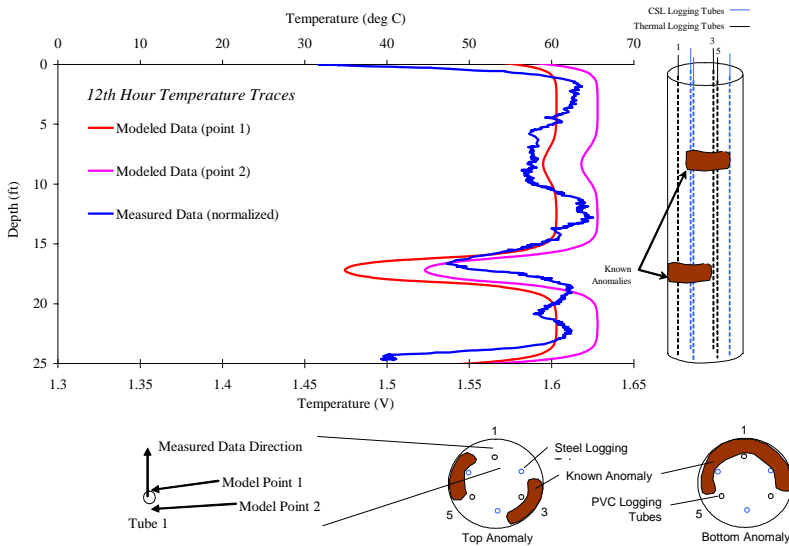 Temperature (deg C)
0 10 20 30 40 50 60 70
CSL Logging Tubes
Thermal Logging Tubes
1 3 5
0
5
10
15
20
25
Depth (ft)
12th Hour Temperature Traces
Modeled Data (point 1)
Modeled Data (point 2)
Measured Data (normalized)
Known
Anomalies
1.3 1.35 1.4 1.45 1.5 1.55 1.6 1.65
Temperature (V)
Measured Data Direction
Model Point 1
Model Point 2
Tube 1
1
5
3
Top Anomaly
Steel Logging
Known Anomaly
PVC Logging
Tubes
1
5
3
Bottom Anomaly